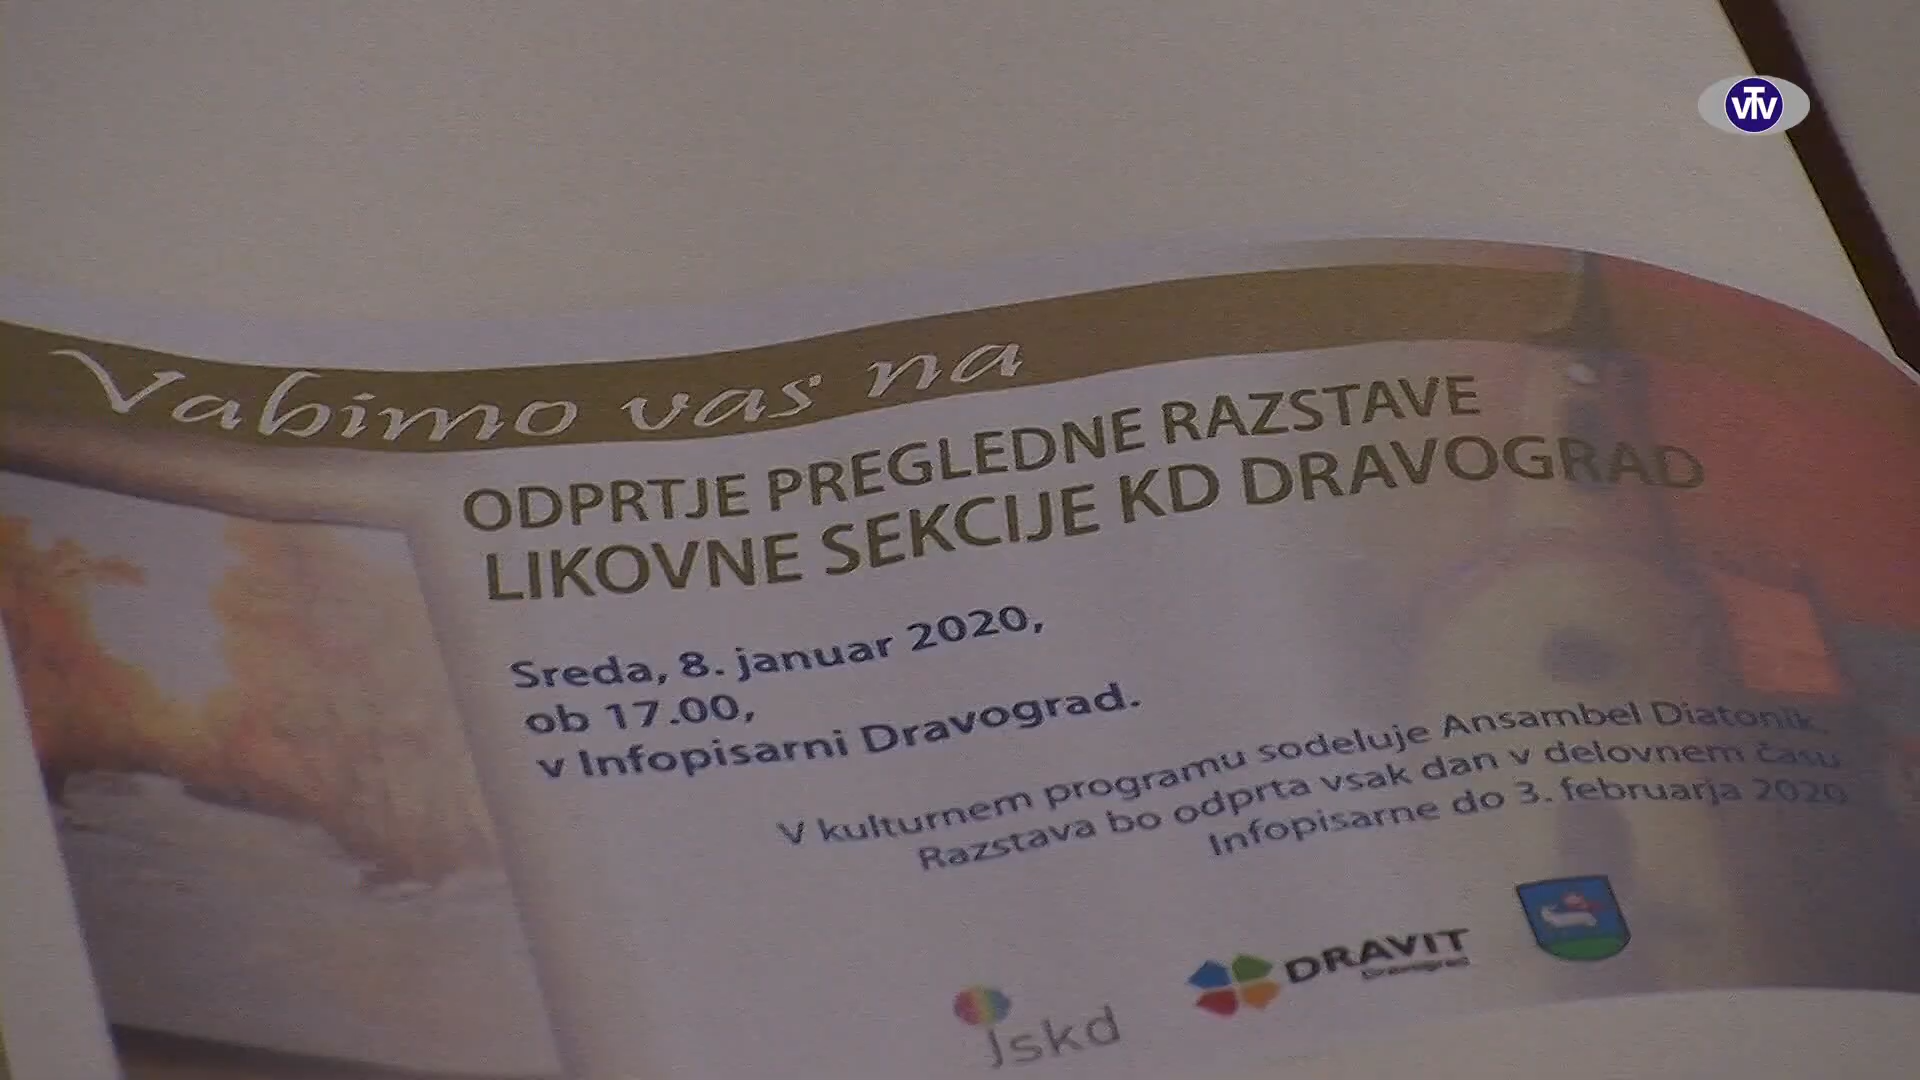 VTV
Vabimo vas na
ODPRTJE PREGLEDNE RAZSTAVE
LIKOVNE SEKCIJE KD DRAVOGRAD
Sreda, 8. januar 2020,
ob 17.00,
v Infopisarni Dravograd.
V kulturnem programu sodeluje Ansambel Diatonik.
Razstava bo odprta vsak dan v delovnem času
Infopisarne do 3. februarja 2020
jskd
DRAVIT
Dravograd